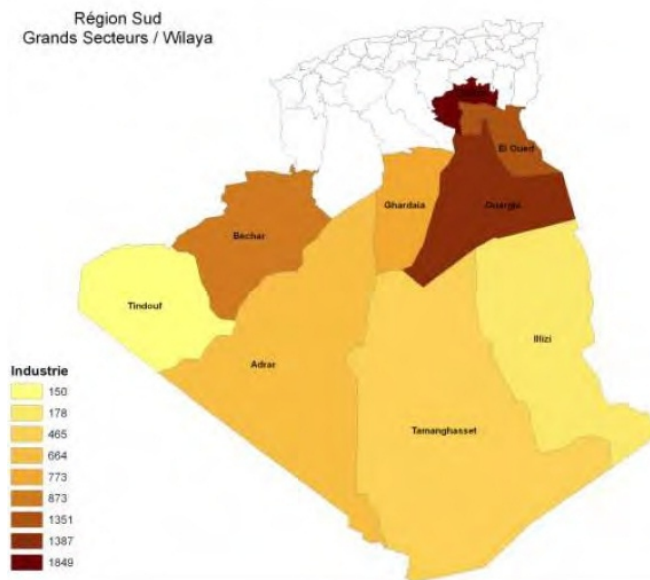 Région Sud
Grands Secteurs / Wilaya
El Oued
Ghardaia
Ouargla
Bechar
Tindouf
Illizi
Adrar
Tamanghasset
Industrie
150
178
465
664
773
873
1351
1387
1849